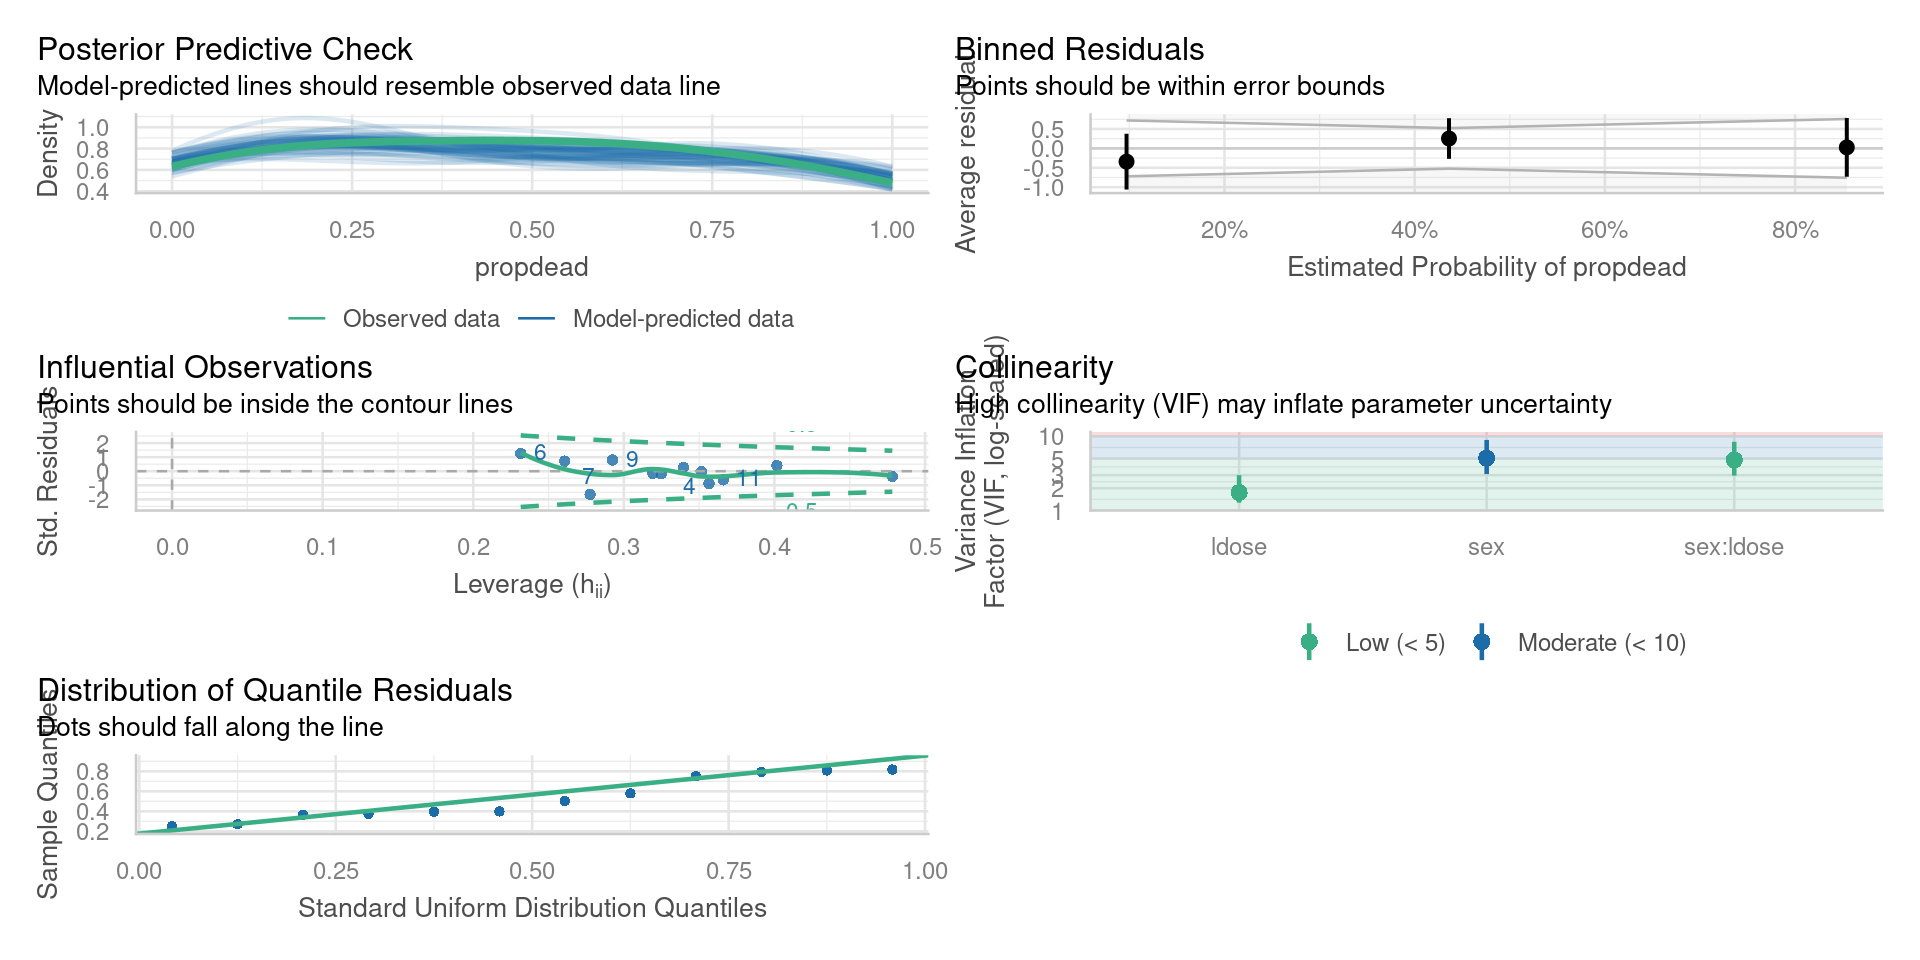 Posterior Predictive Check
Model-predicted lines should resemble observed data line
Density
1.0
0.8
0.6
0.4
0.00 0.25 0.50 0.75 1.00
propdead
Observed data Model-predicted data
Binned Residuals
Points should be within error bounds
Average residual
0.5
0.0
-0.5
-1.0
20% 40% 60% 80%
Estimated Probability of propdead
Influential Observations
Points should be inside the contour lines
Std. Residuals
2
1
0
-1
-2
6
7
9
4
11
0.5
0.0 0.1 0.2 0.3 0.4 0.5
Leverage (hii)
Collinearity
High collinearity (VIF) may inflate parameter uncertainty
Variance Inflation
Factor (VIF, log-scaled)
10
5
3
2
1
ldose sex sex:ldose
Low (< 5) Moderate (< 10)
Distribution of Quantile Residuals
Dots should fall along the line
Sample Quantiles
0.8
0.6
0.4
0.2
0.00 0.25 0.50 0.75 1.00
Standard Uniform Distribution Quantiles